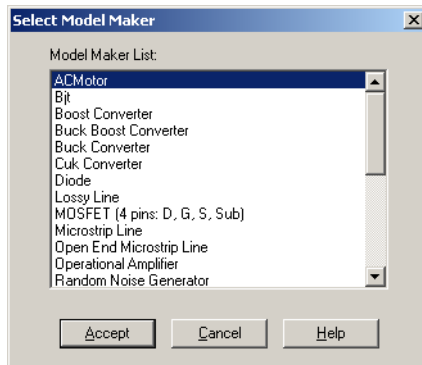 Select Model Maker
Model Maker List:
ACMotor
Bjt
Boost Converter
Buck Boost Converter
Buck Converter
Cuk Converter
Diode
Lossy Line
MOSFET (4 pins: D, G, S, Sub)
Microstrip Line
Open End Microstrip Line
Operational Amplifier
Random Noise Generator
Accept Cancel Help